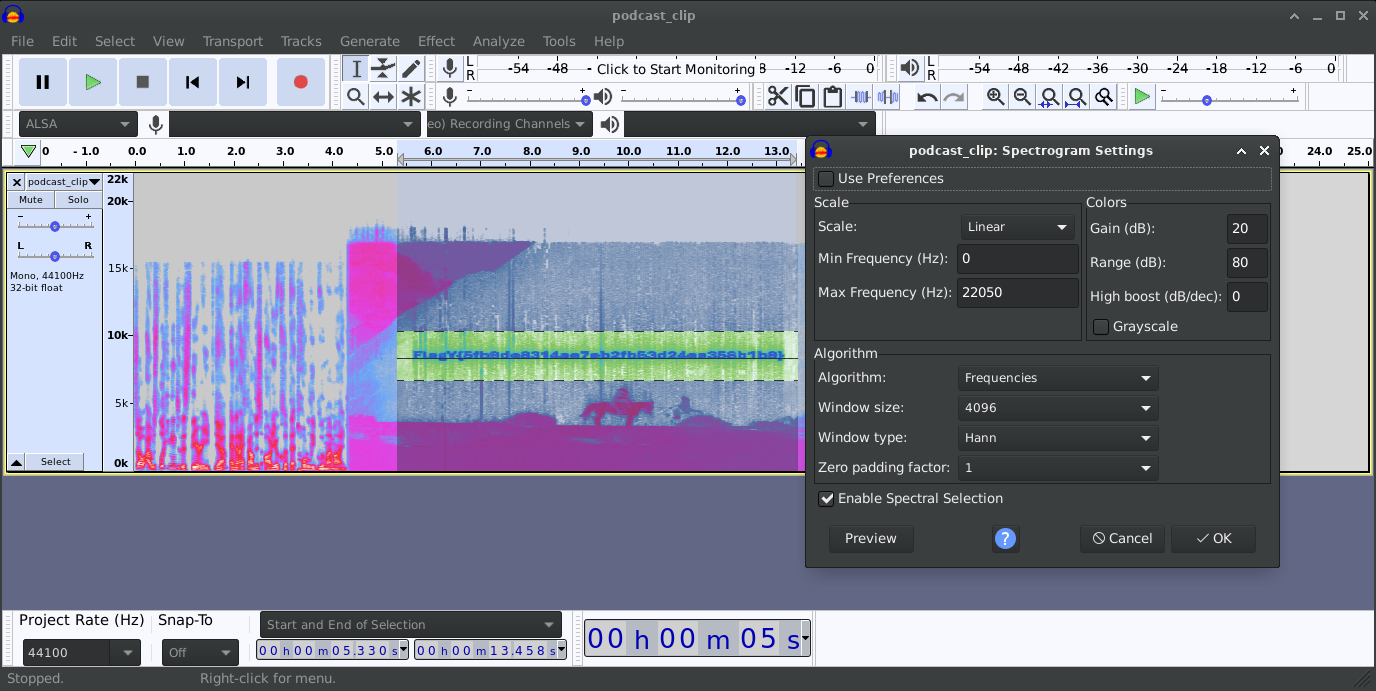 podcast_clip
File Edit Select View Transport Tracks Generate Effect Analyze Tools Help
L R -54 -48 - Click to Start Monitoring 8 -12 -6 0 L R -54 -48 -42 -36 -30 -24 -18 -12 -6 0
- + - + - +
ALSA eo) Recording Channels
0 - 1.0 0.0 1.0 2.0 3.0 4.0 5.0 6.0 7.0 8.0 9.0 10.0 11.0 12.0 13.0 24.0 25.0
podcast_clip
Mute Solo
- +
L R
Mono, 44100Hz
32-bit float
Select
22k
20k
15k
10k
5k
0k
podcast_clip: Spectrogram Settings
Use Preferences
Scale
Scale: Linear
Min Frequency (Hz): 0
Max Frequency (Hz): 22050
Colors
Gain (dB): 20
Range (dB): 80
High boost (dB/dec): 0
Grayscale
Algorithm
Algorithm: Frequencies
Window size: 4096
Window type: Hann
Zero padding factor: 1
Enable Spectral Selection
Preview ? Cancel OK
Project Rate (Hz) Snap-To Start and End of Selection
44100 Off 00 h 00 m 05.330 s 00 h 00 m 13.458 s 00 h 00 m 05 s
Stopped. Right-click for menu.